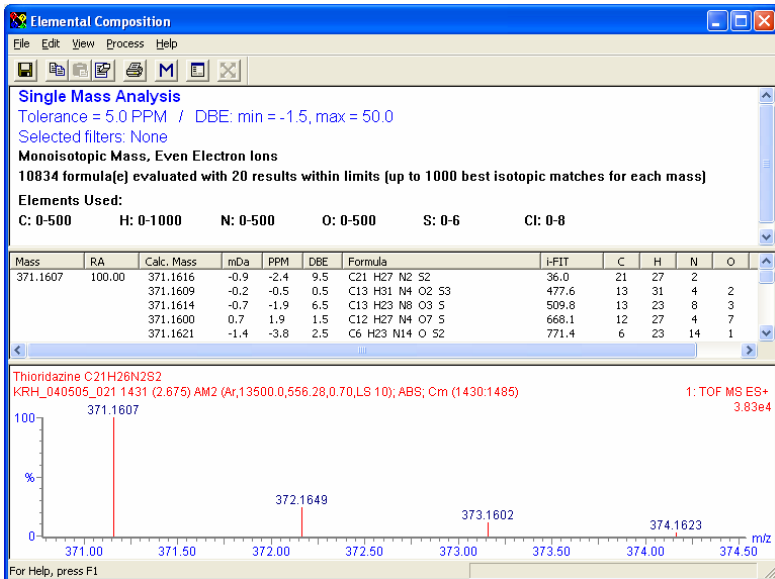 Elemental Composition
File Edit View Process Help
M
Single Mass Analysis
Tolerance = 5.0 PPM / DBE: min = -1.5, max = 50.0
Selected filters: None
Monoisotopic Mass, Even Electron Ions
10834 formula(e) evaluated with 20 results within limits (up to 1000 best isotopic matches for each mass)
Elements Used:
C: 0-500 H: 0-1000 N: 0-500 O: 0-500 S: 0-6 Cl: 0-8
Mass RA Calc. Mass mDa PPM DBE Formula i-FIT C H N O
371.1607 100.00 371.1616 -0.9 -2.4 9.5 C21 H27 N2 S2 36.0 21 27 2
371.1609 -0.2 -0.5 0.5 C13 H31 N4 O2 S3 477.6 13 31 4 2
371.1614 -0.7 -1.9 6.5 C13 H23 N8 O3 S 509.8 13 23 8 3
371.1600 0.7 1.9 1.5 C12 H27 N4 O7 S 668.1 12 27 4 7
371.1621 -1.4 -3.8 2.5 C6 H23 N14 O S2 771.4 6 23 14 1
Thioridazine C21H26N2S2
KRH_040505_021 1431 (2.675) AM2 (Ar,13500.0,556.28,0.70,LS 10); ABS; Cm (1430:1485) 1: TOF MS ES+
3.83e4
100 371.1607
%
372.1649
373.1602
374.1623
0 m/z
371.00 371.50 372.00 372.50 373.00 373.50 374.00 374.50
For Help, press F1